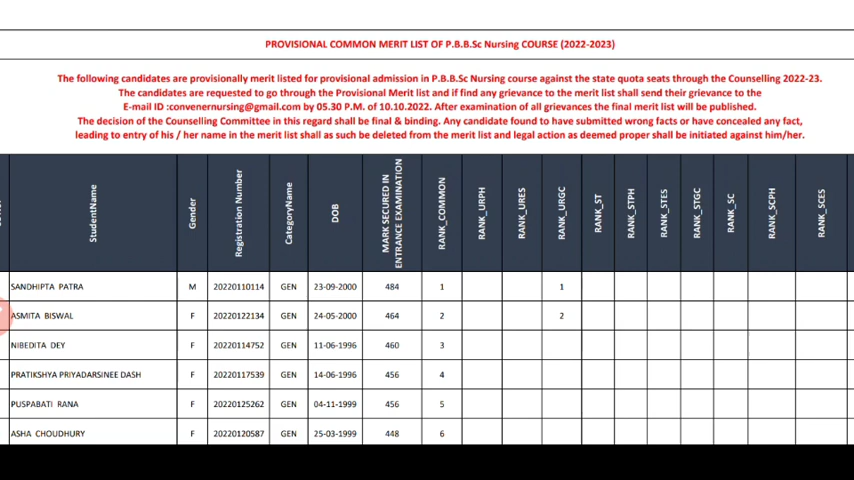 PROVISIONAL COMMON MERIT LIST OF P.B.B.Sc Nursing COURSE (2022-2023)
The following candidates are provisionally merit listed for provisional admission in P.B.B.Sc Nursing course against the state quota seats through the Counselling 2022-23.
The candidates are requested to go through the Provisional Merit list and if find any grievance to the merit list shall send their grievance to the
E-mail ID :convenernursing@gmail.com by 05.30 P.M. of 10.10.2022. After examination of all grievances the final merit list will be published.
The decision of the Counselling Committee in this regard shall be final & binding. Any candidate found to have submitted wrong facts or have concealed any fact,
leading to entry of his / her name in the merit list shall as such be deleted from the merit list and legal action as deemed proper shall be initiated against him/her.
StudentName Gender Registration Number CategoryName DOB MARK SECURED IN ENTRANCE EXAMINATION RANK_COMMON RANK_URPH RANK_URES RANK_URGC RANK_ST RANK_STPH RANK_STES RANK_STGC RANK_SC RANK_SCPH RANK_SCES
SANDHIPTA PATRA M 20220110114 GEN 23-09-2000 484 1 1
ASMITA BISWAL F 20220122134 GEN 24-05-2000 464 2 2
NIBEDITA DEY F 20220114752 GEN 11-06-1996 460 3
PRATIKSHYA PRIYADARSINEE DASH F 20220117539 GEN 14-06-1996 456 4
PUSPABATI RANA F 20220125262 GEN 04-11-1999 456 5
ASHA CHOUDHURY F 20220120587 GEN 25-03-1999 448 6